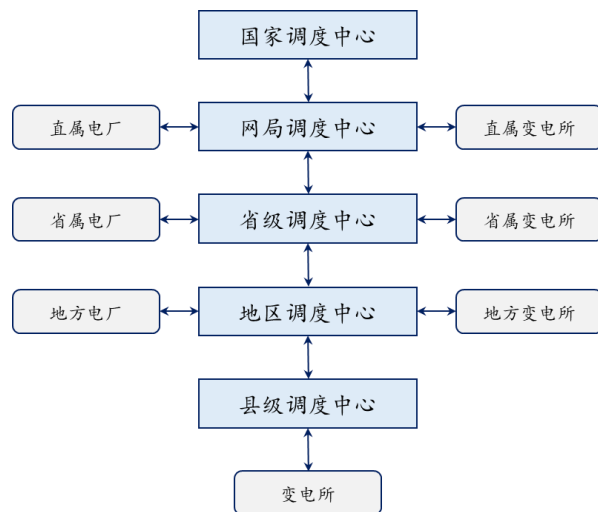 国家调度中心
直属电厂
网局调度中心
直属变电所
省属电厂
省级调度中心
省属变电所
地方电厂
地区调度中心
地方变电所
县级调度中心
变电所